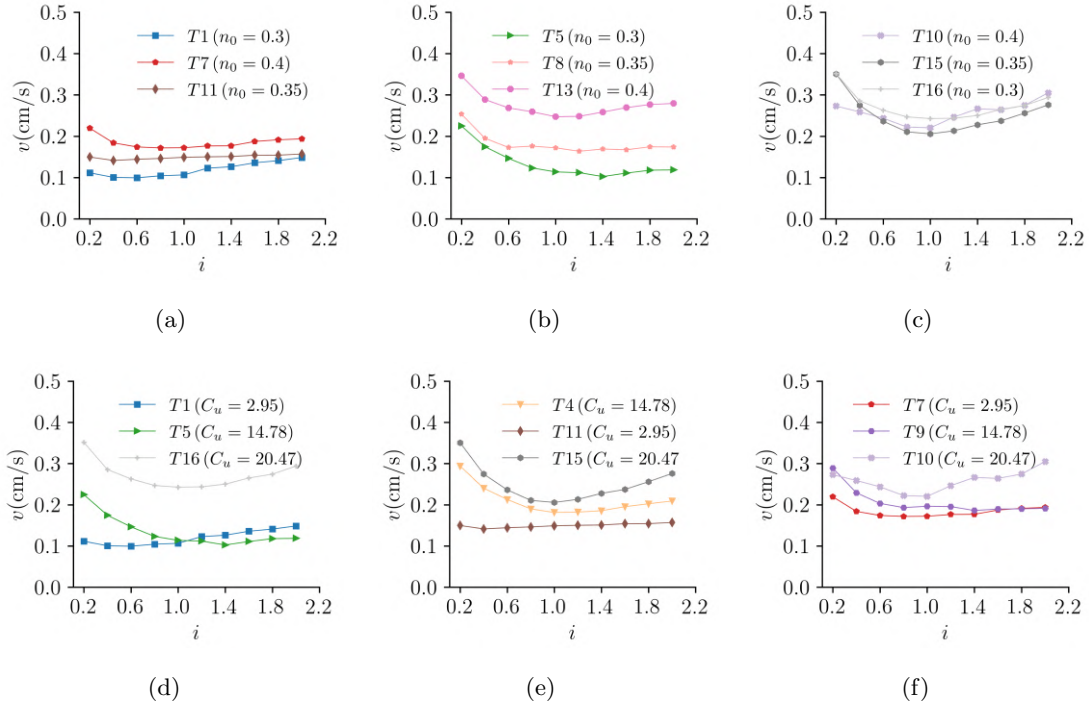 0.5
0.4
0.3
0.2
0.1
0.0
v(cm/s)
T1 (n₀ = 0.3)
T7 (n₀ = 0.4)
T11 (n₀ = 0.35)
0.2 0.6 1.0 1.4 1.8 2.2
i
(a)
0.5
0.4
0.3
0.2
0.1
0.0
v(cm/s)
T5 (n₀ = 0.3)
T8 (n₀ = 0.35)
T13 (n₀ = 0.4)
0.2 0.6 1.0 1.4 1.8 2.2
i
(b)
0.5
0.4
0.3
0.2
0.1
0.0
v(cm/s)
T10 (n₀ = 0.4)
T15 (n₀ = 0.35)
T16 (n₀ = 0.3)
0.2 0.6 1.0 1.4 1.8 2.2
i
(c)
0.5
0.4
0.3
0.2
0.1
0.0
v(cm/s)
T1 (Cᵤ = 2.95)
T5 (Cᵤ = 14.78)
T16 (Cᵤ = 20.47)
0.2 0.6 1.0 1.4 1.8 2.2
i
(d)
0.5
0.4
0.3
0.2
0.1
0.0
v(cm/s)
T4 (Cᵤ = 14.78)
T11 (Cᵤ = 2.95)
T15 (Cᵤ = 20.47
0.2 0.6 1.0 1.4 1.8 2.2
i
(e)
0.5
0.4
0.3
0.2
0.1
0.0
v(cm/s)
T7 (Cᵤ = 2.95)
T9 (Cᵤ = 14.78)
T10 (Cᵤ = 20.47)
0.2 0.6 1.0 1.4 1.8 2.2
i
(f)